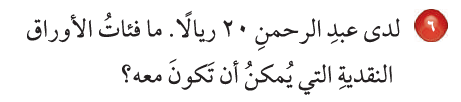 ٦ لدى عبدِ الرحمنِ ٢٠ ريالًا. ما فئاتُ الأوراق
النقديةِ التي يُمكنُ أن تَكونَ معه؟